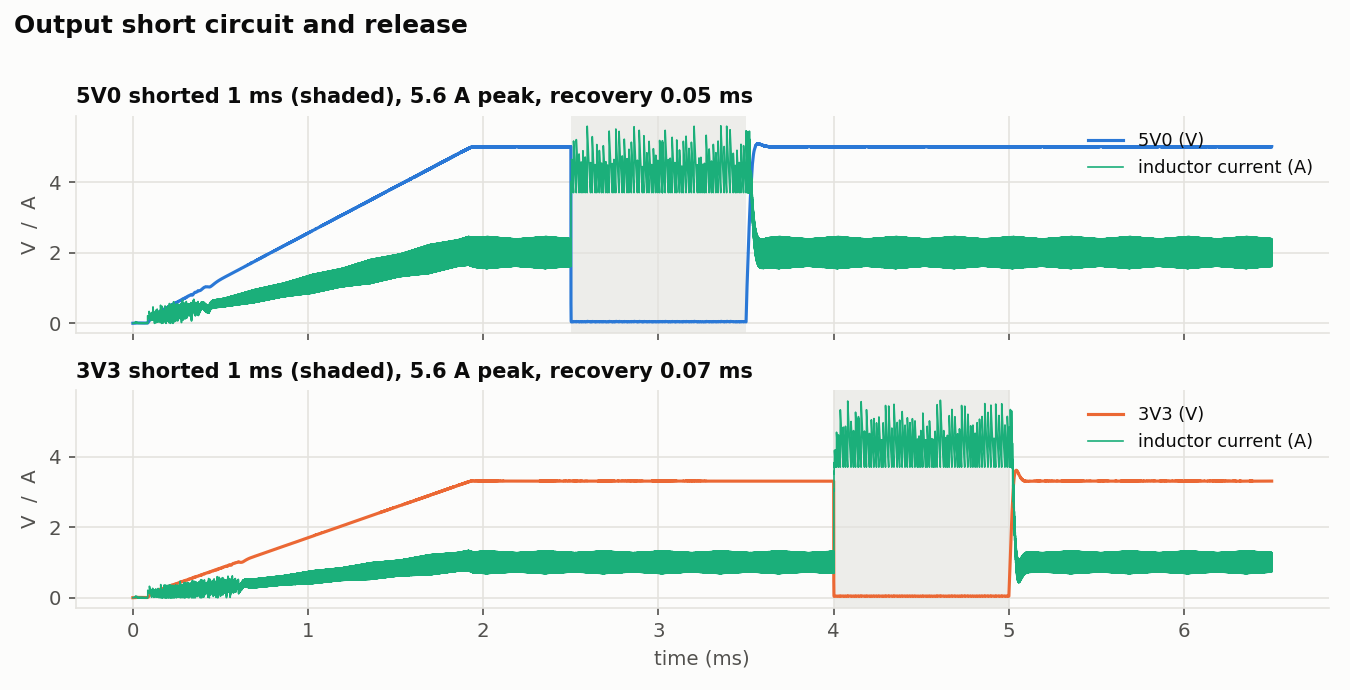 Output short circuit and release
5V0 shorted 1 ms (shaded), 5.6 A peak, recovery 0.05 ms
5V0 (V)
inductor current (A)
4
2
0
V / A
3V3 shorted 1 ms (shaded), 5.6 A peak, recovery 0.07 ms
3V3 (V)
inductor current (A)
4
2
0
V / A
0 1 2 3 4 5 6
time (ms)